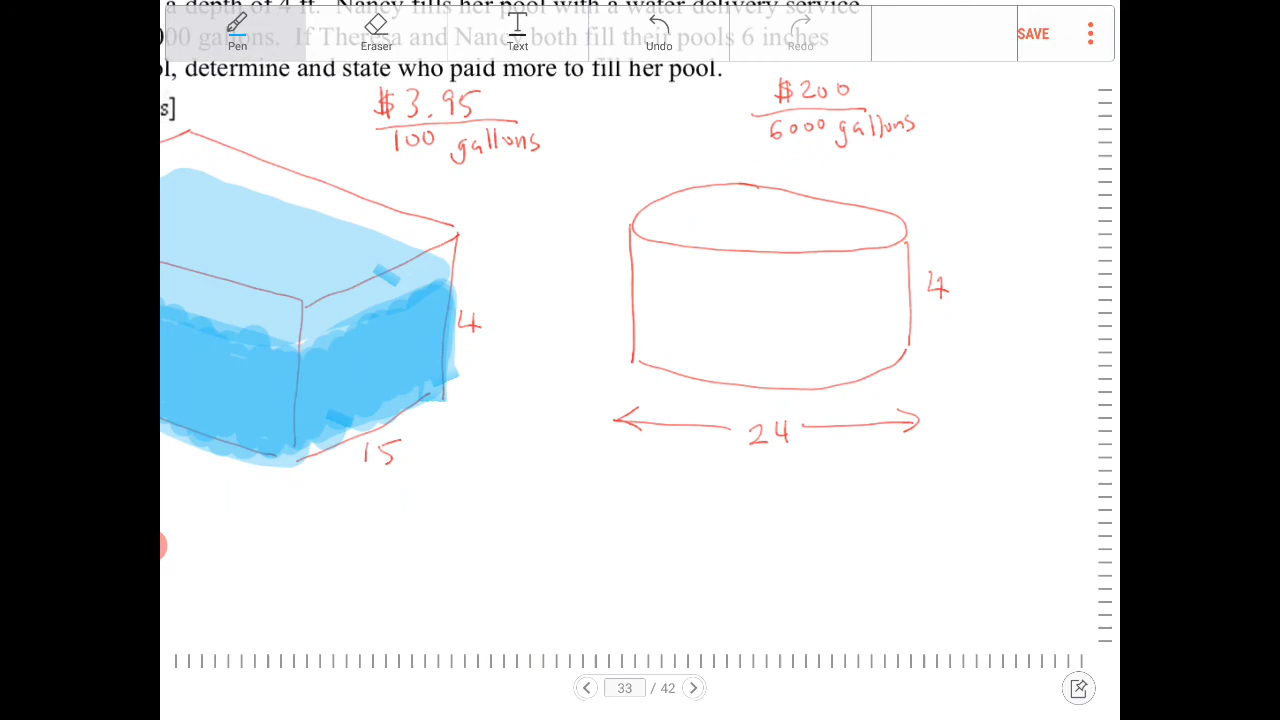 a depth of 4 ft. Nancy fills her pool with a water delivery service
00 gallons. If Theresa and Nancy both fill their pools 6 inches
ol, determine and state who paid more to fill her pool.
s]
Pen
Eraser
Text
Undo
Redo
SAVE
$3.95
100 gallons
$200
6000 gallons
4
15
4
24
33 / 42